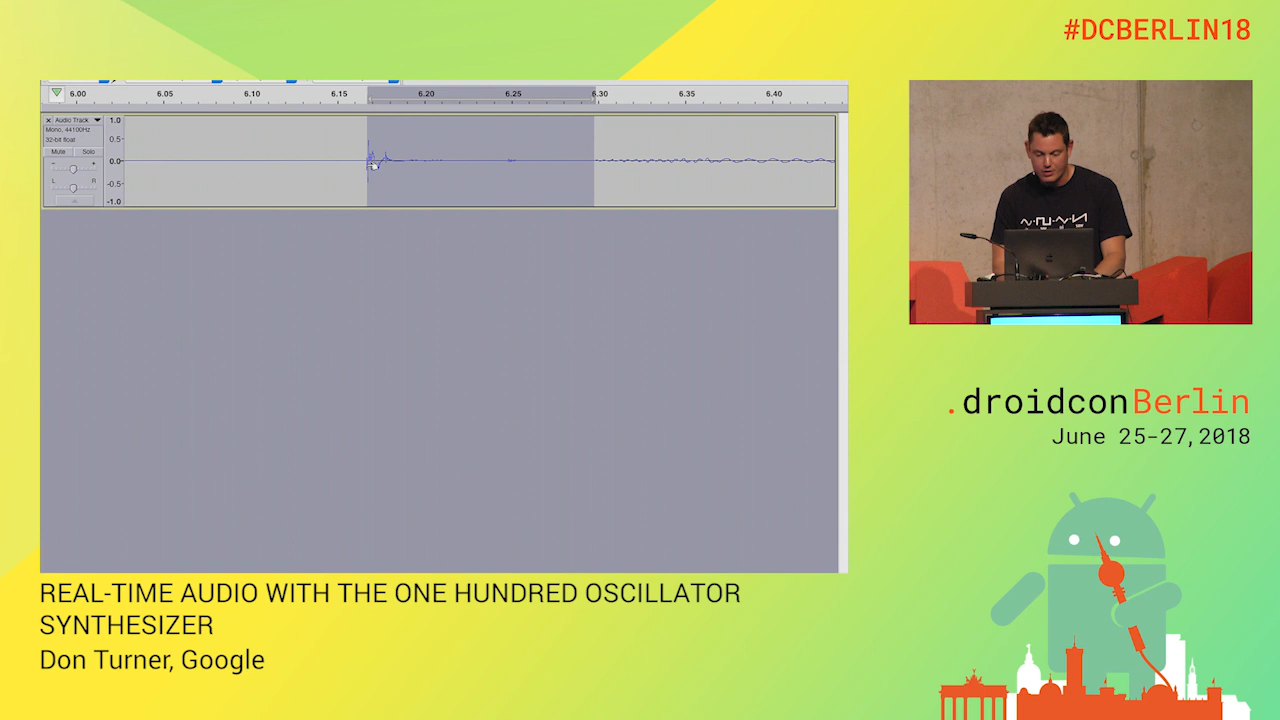 #DCBERLIN18
6.00 6.05 6.10 6.15 6.20 6.25 6.30 6.35 6.40
Audio Track 1.0
Mono, 44100Hz
32-bit float 0.5
Mute Solo
- + 0.0
L R -0.5
-1.0
.droidconBerlin
June 25-27, 2018
REAL-TIME AUDIO WITH THE ONE HUNDRED OSCILLATOR
SYNTHESIZER
Don Turner, Google